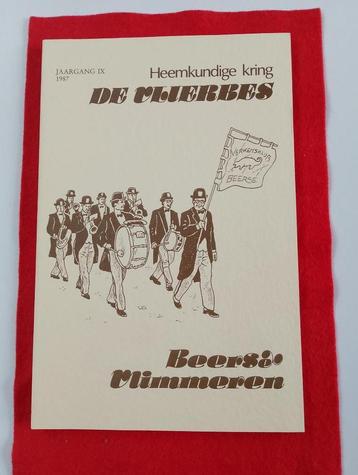 JAARGANG IX
1987
Heemkundige kring
DE VLIERBES
BEERSE
Beerse
Vlimmeren